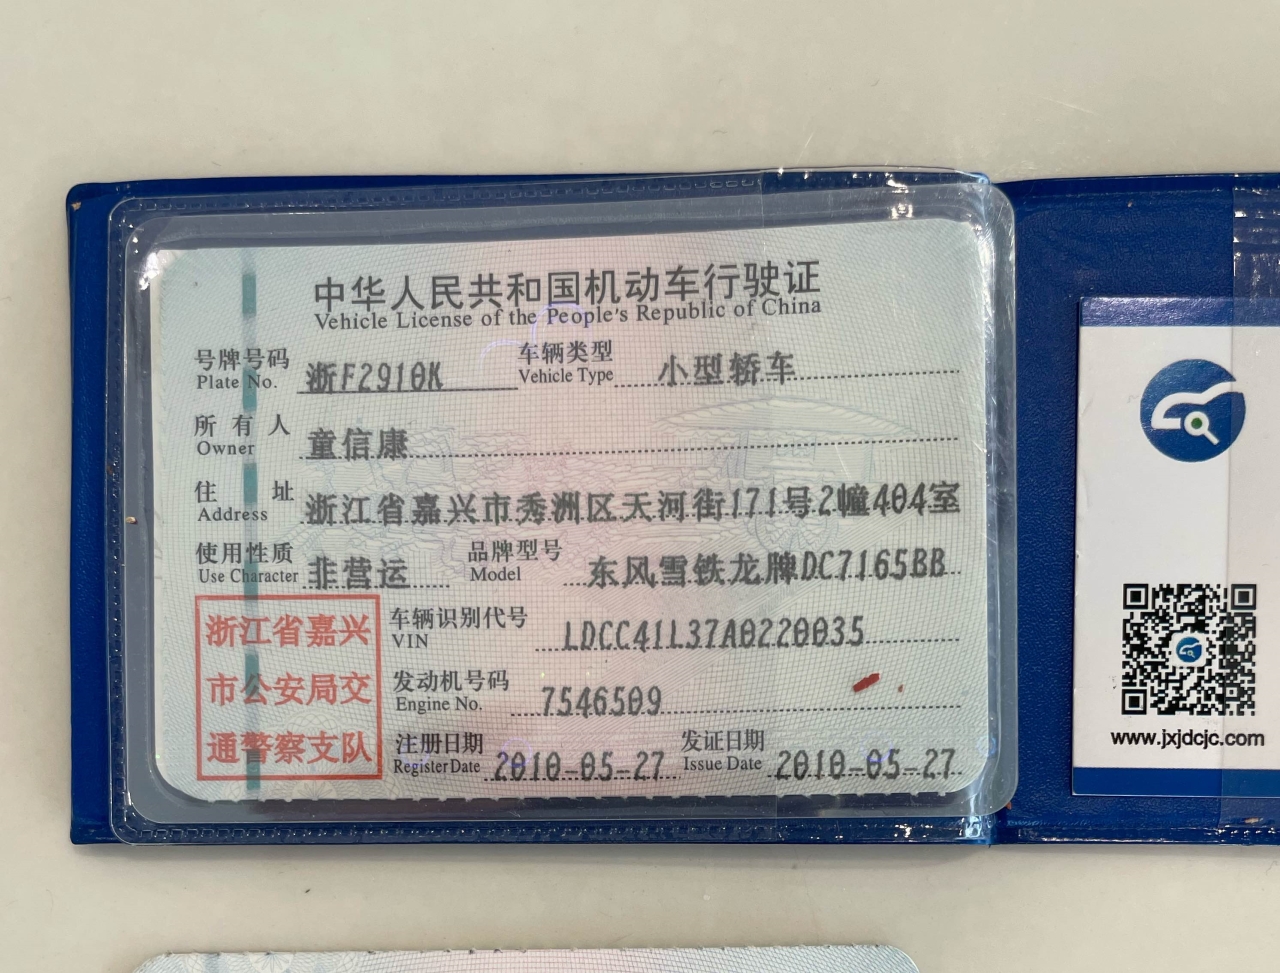 中华人民共和国机动车行驶证
Vehicle License of the People's Republic of China
号牌号码 浙F2910K 车辆类型 小型轿车
Plate No. Vehicle Type
所有人 童信康
Owner
住址 浙江省嘉兴市秀洲区天河街171号2幢404室
Address
使用性质 非营运 品牌型号 东风雪铁龙牌DC7165BB
Use Character Model
浙江省嘉兴
市公安局交
通警察支队
车辆识别代号 LDCC41L37A0220035
VIN
发动机号码 7546509
Engine No.
注册日期 2010-05-27 发证日期 2010-05-27
Register Date Issue Date
www.jxjdcjc.com